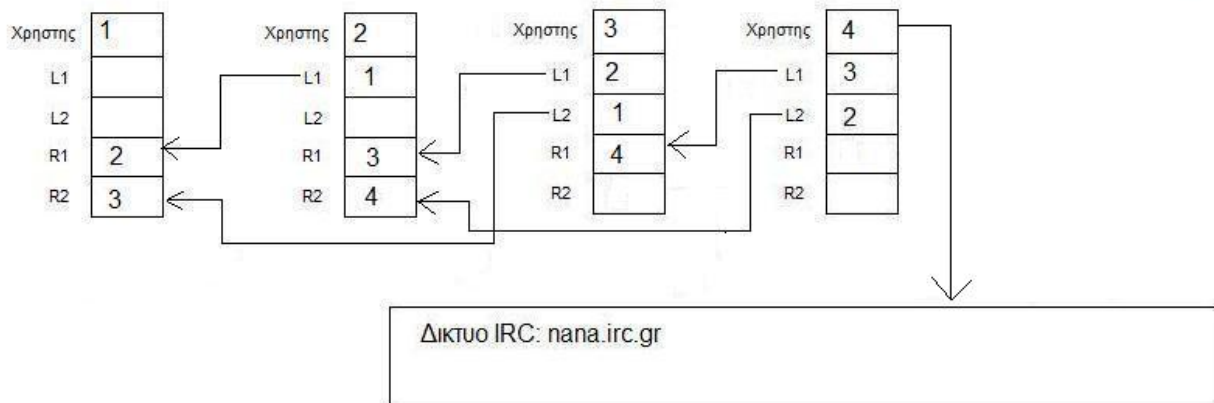 Χρηστης 1 Χρηστης 2 Χρηστης 3 Χρηστης 4
L1 L1 1 L1 2 L1 3
L2 L2 L2 1 L2 2
R1 2 R1 3 R1 4 R1
R2 3 R2 4 R2 R2
Δικτυο IRC: nana.irc.gr